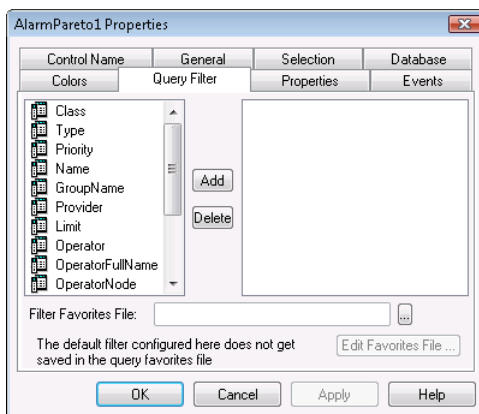 AlarmPareto1 Properties
Control Name General Selection Database
Colors Query Filter Properties Events
Class
Type
Priority
Name
GroupName
Provider
Limit
Operator
OperatorFullName
OperatorNode
Add
Delete
Filter Favorites File:
...
The default filter configured here does not get
saved in the query favorites file
Edit Favorites File ...
OK Cancel Apply Help